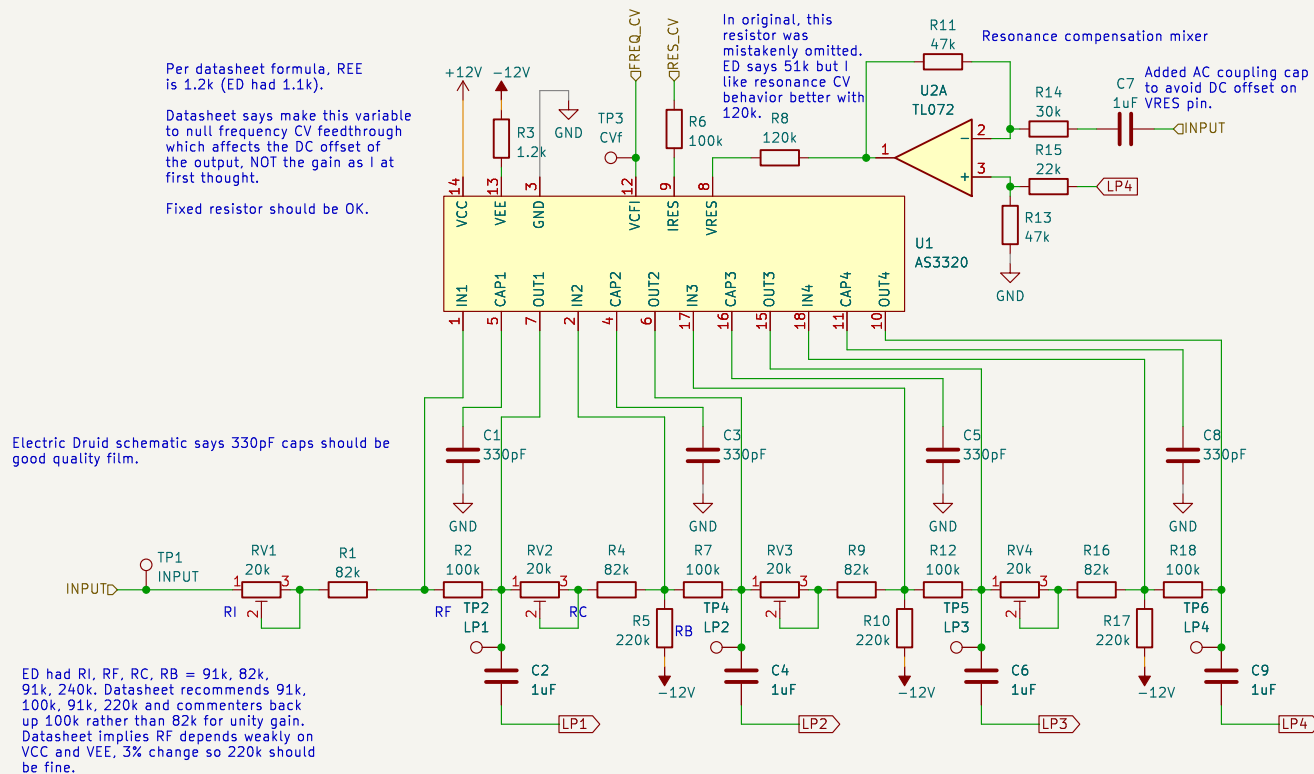 In original, this
resistor was
mistakenly omitted.
ED says 51k but I
like resonance CV
behavior better with
120k.
FREQ_CV
RES_CV
R11
47k
Resonance compensation mixer
Per datasheet formula, REE
is 1.2k (ED had 1.1k).
Datasheet says make this variable
to null frequency CV feedthrough
which affects the DC offset of
the output, NOT the gain as I at
first thought.
Fixed resistor should be OK.
+12V
-12V
R3
1.2k
GND
TP3
CVf
R6
100k
R8
120k
U2A
TL072
1
2
3
−
+
R14
30k
C7
1uF
Added AC coupling cap
to avoid DC offset on
VRES pin.
INPUT
R15
22k
LP4
R13
47k
GND
14
13
3
12
9
8
VCC
VEE
GND
VCFI
IRES
VRES
U1
AS3320
IN1
CAP1
OUT1
IN2
CAP2
OUT2
IN3
CAP3
OUT3
IN4
CAP4
OUT4
1
5
7
2
4
6
17
16
15
18
11
10
Electric Druid schematic says 330pF caps should be
good quality film.
C1
330pF
GND
C3
330pF
GND
C5
330pF
GND
C8
330pF
GND
INPUT
TP1
INPUT
RV1
20k
1
3
2
RI
R1
82k
R2
100k
RF
TP2
LP1
RV2
20k
1
3
2
RC
R4
82k
R5
220k
RB
-12V
R7
100k
TP4
LP2
RV3
20k
1
3
2
R9
82k
R10
220k
-12V
R12
100k
TP5
LP3
RV4
20k
1
3
2
R16
82k
R17
220k
-12V
R18
100k
TP6
LP4
C2
1uF
LP1
C4
1uF
LP2
C6
1uF
LP3
C9
1uF
LP4
ED had RI, RF, RC, RB = 91k, 82k,
91k, 240k. Datasheet recommends 91k,
100k, 91k, 220k and commenters back
up 100k rather than 82k for unity gain.
Datasheet implies RF depends weakly on
VCC and VEE, 3% change so 220k should
be fine.